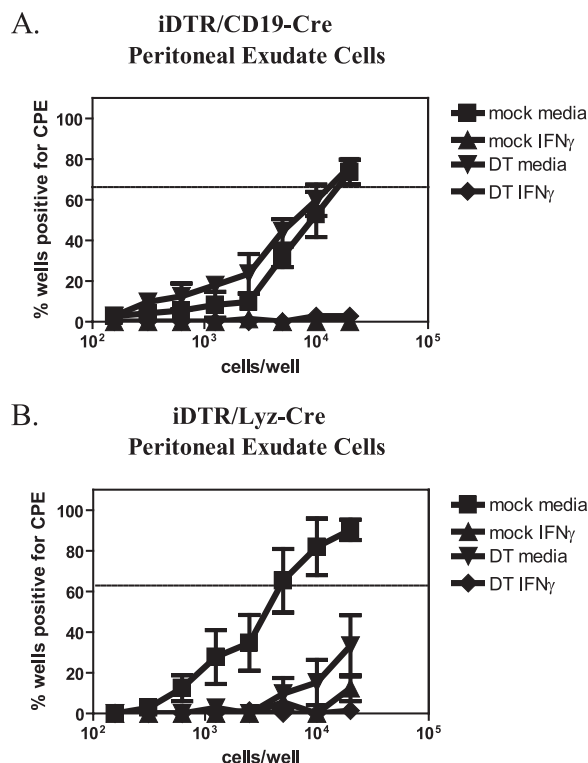 A.
iDTR/CD19-Cre
Peritoneal Exudate Cells
% wells positive for CPE
100
80
60
40
20
0
10²
10³
10⁴
10⁵
cells/well
mock media
mock IFNγ
DT media
DT IFNγ
B.
iDTR/Lyz-Cre
Peritoneal Exudate Cells
% wells positive for CPE
100
80
60
40
20
0
10²
10³
10⁴
10⁵
cells/well
mock media
mock IFNγ
DT media
DT IFNγ